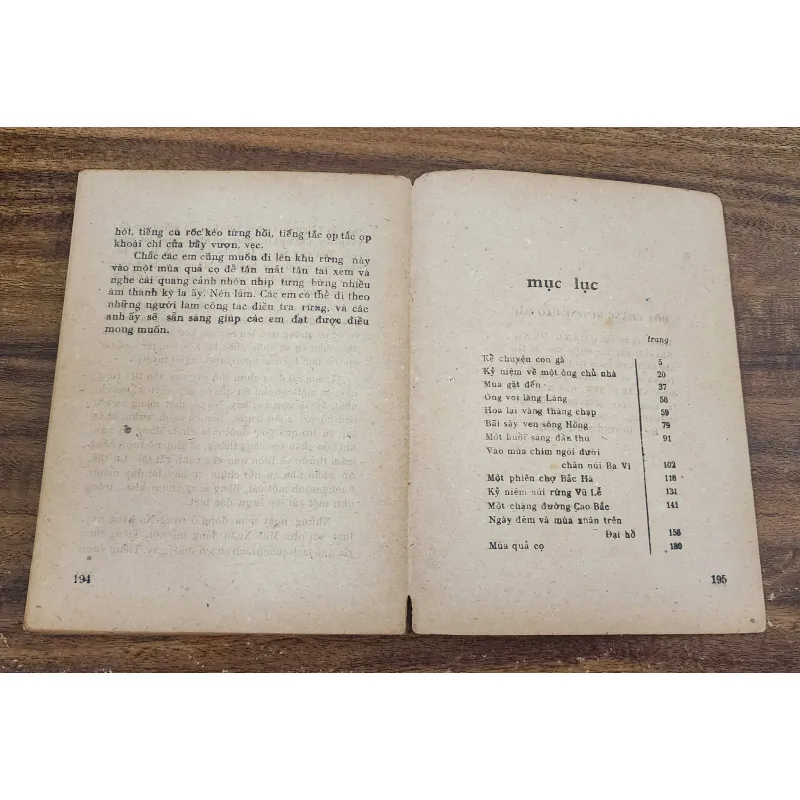 hót, tiếng cu rốc kéo từng hồi, tiếng tắc ọp tắc ọp
khoái chí của bầy vượn, vẹc.
Chắc các em cũng muốn đi lên khu rừng này
vào một mùa quả cọ để tận mắt tận tai xem và
nghe cái quang cảnh nhộn nhịp tưng bừng nhiều
âm thanh kỳ lạ ấy. Nên lắm. Các em có thể đi theo
những người làm công tác điều tra rừng, và các
anh ấy sẽ sẵn sàng giúp các em đạt được điều
mong muốn.
194
mục lục
trang
Kể chuyện con gà 5
Kỷ niệm về một ông chủ nhà 20
Mùa gặt đến 37
Ông voi làng Láng 50
Hoa lại vàng tháng chạp 59
Bãi sậy ven sông Hồng 79
Một buổi sáng đầu thu 91
Vào mùa chim ngói dưới
chân núi Ba Vì 102
Một phiên chợ Bắc Hà 118
Kỷ niệm núi rừng Vũ Lễ 131
Một chặng đường Cao Bắc 141
Ngày đêm và mùa xuân trên
Đại hồ 156
Mùa quả cọ 180
195